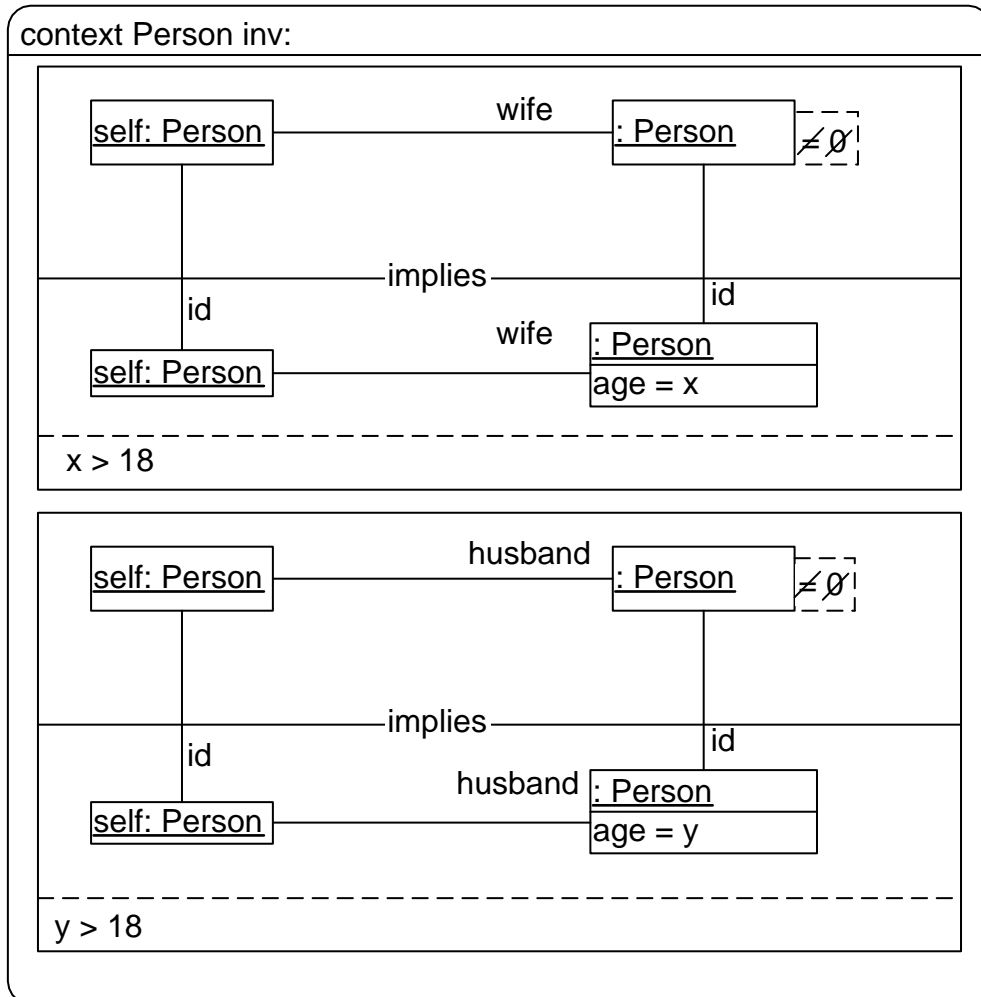 context Person inv:
wife
self: Person
: Person
≠ ∅
implies
id
id
wife
self: Person
: Person
age = x
x > 18
husband
self: Person
: Person
≠ ∅
implies
id
id
husband
self: Person
: Person
age = y
y > 18